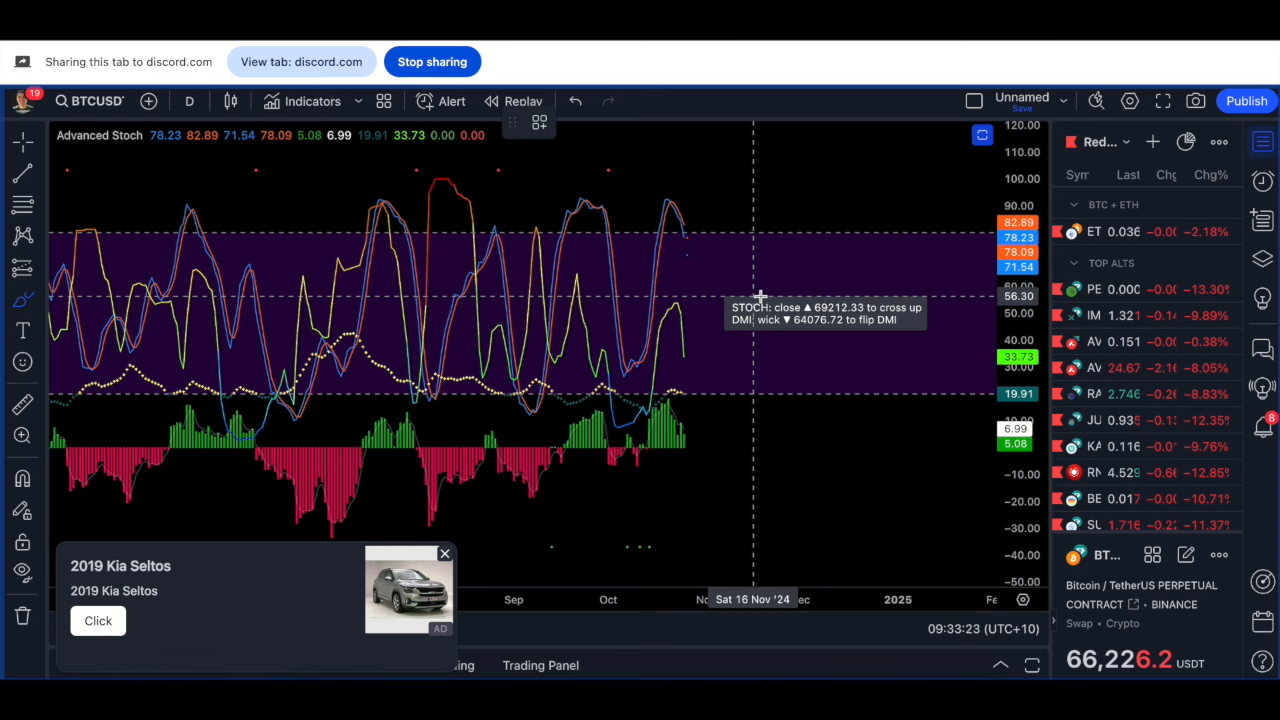 Sharing this tab to discord.com
View tab: discord.com
Stop sharing
19
BTCUSD
D
Indicators
Alert
Replay
Unnamed
Save
Publish
Advanced Stoch 78.23 82.89 71.54 78.09 5.08 6.99 19.91 33.73 0.00 0.00
120.00
110.00
100.00
90.00
82.89
78.23
78.09
71.54
56.30
50.00
40.00
33.73
30.00
19.91
6.99
5.08
−10.00
−20.00
−30.00
−40.00
−50.00
STOCH: close ▲ 69212.33 to cross up
DMI: wick ▼ 64076.72 to flip DMI
Red...
Last
Chg%
BTC + ETH
ET 0.036 −0.00 −2.18%
TOP ALTS
PE 0.000 −0.00 −13.30%
IM 1.321 −0.14 −9.89%
AV 0.151 −0.00 −0.38%
AV 24.67 −2.16 −8.05%
RA 2.746 −0.26 −8.83%
JU 0.935 −0.13 −12.35%
KA 0.116 −0.01 −9.76%
RN 4.529 −0.66 −12.85%
BE 0.017 −0.00 −10.71%
SU 1.716 −0.22 −11.37%
8
2019 Kia Seltos
2019 Kia Seltos
Click
AD
Sep
Oct
Sat 16 Nov '24
2025
09:33:23 (UTC+10)
Trading Panel
BT...
Bitcoin / TetherUS PERPETUAL
CONTRACT • BINANCE
Swap • Crypto
66,226.2 USDT